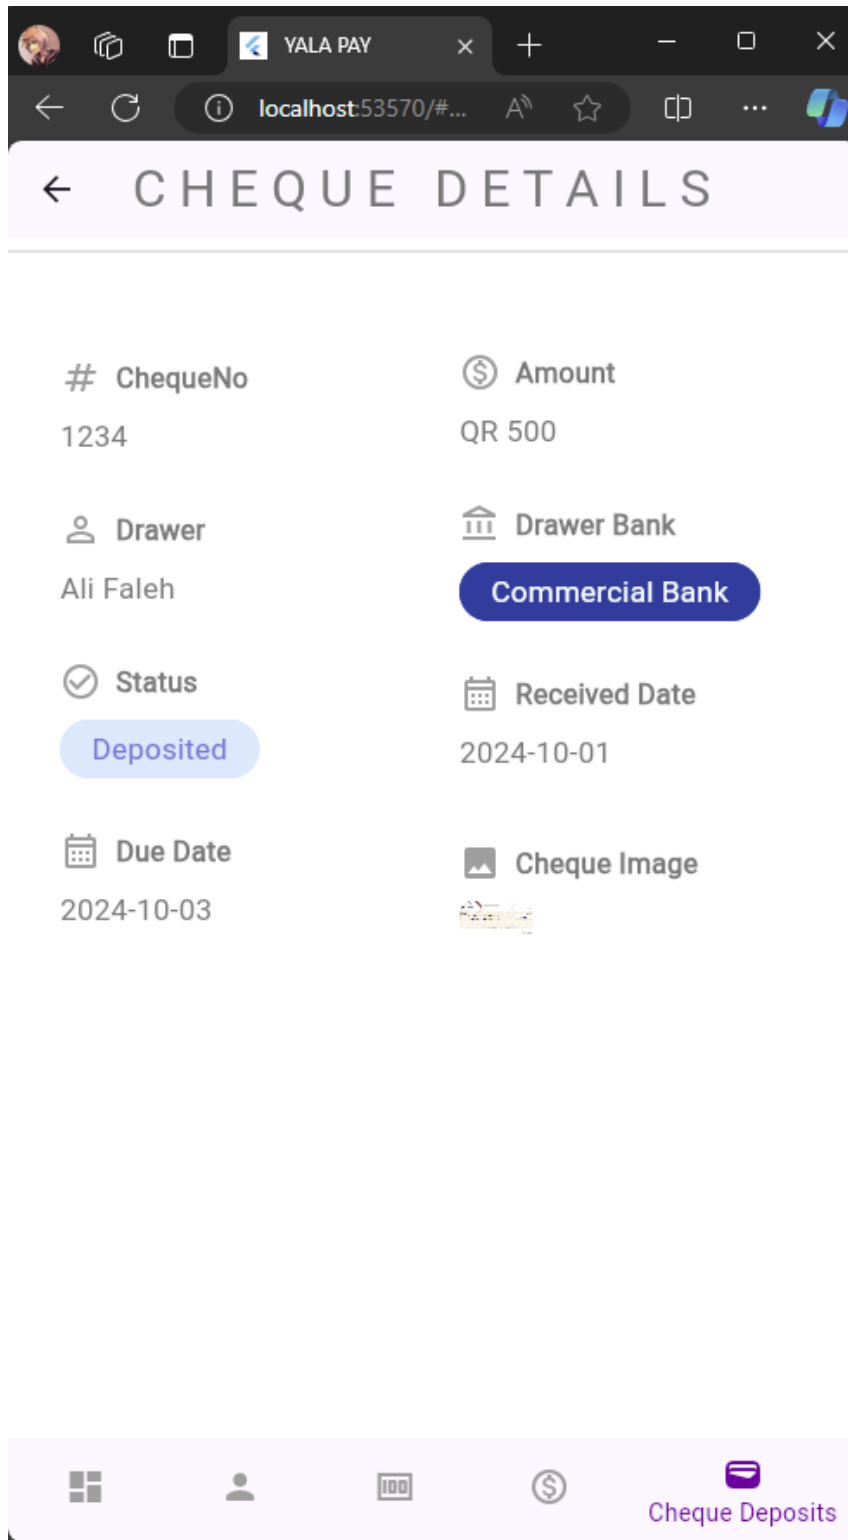 YALA PAY
localhost:53570/#...
CHEQUE DETAILS
ChequeNo
1234
Amount
QR 500
Drawer
Ali Faleh
Drawer Bank
Commercial Bank
Status
Deposited
Received Date
2024-10-01
Due Date
2024-10-03
Cheque Image
Cheque Deposits